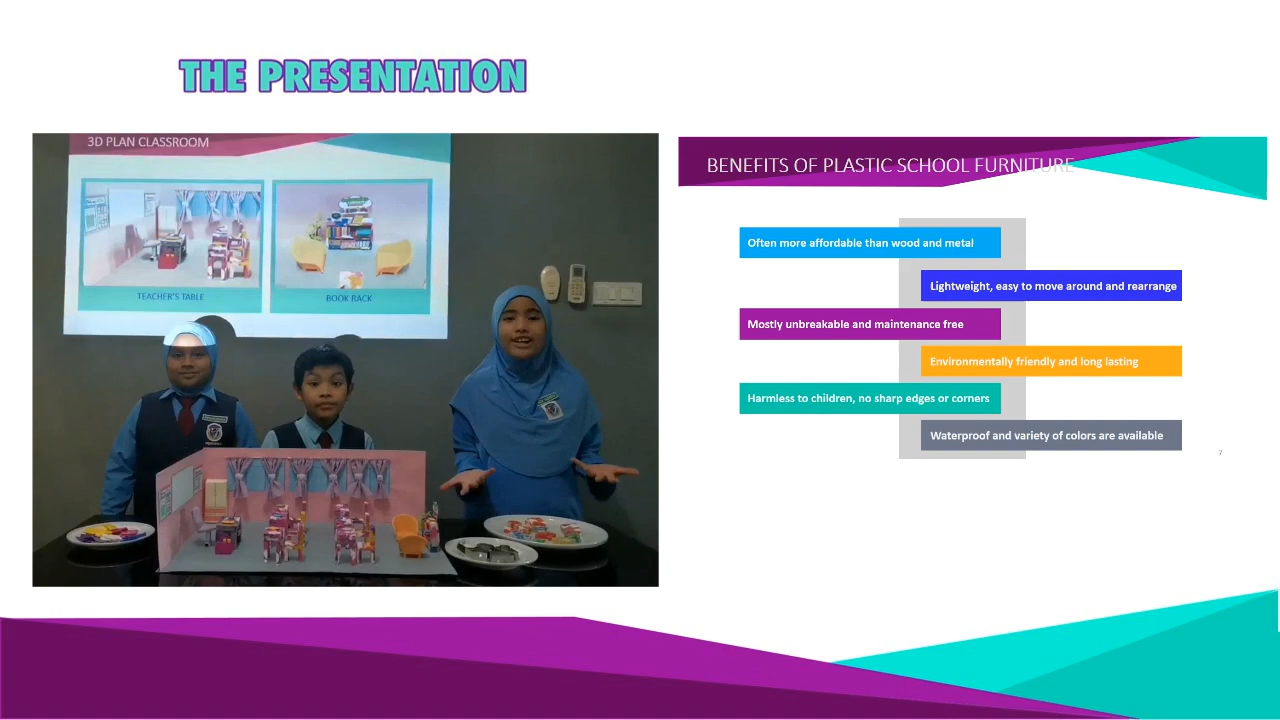 THE PRESENTATION
3D PLAN CLASSROOM
TEACHER'S TABLE
BOOK RACK
BENEFITS OF PLASTIC SCHOOL FURNITURE
Often more affordable than wood and metal
Lightweight, easy to move around and rearrange
Mostly unbreakable and maintenance free
Environmentally friendly and long lasting
Harmless to children, no sharp edges or corners
Waterproof and variety of colors are available
7